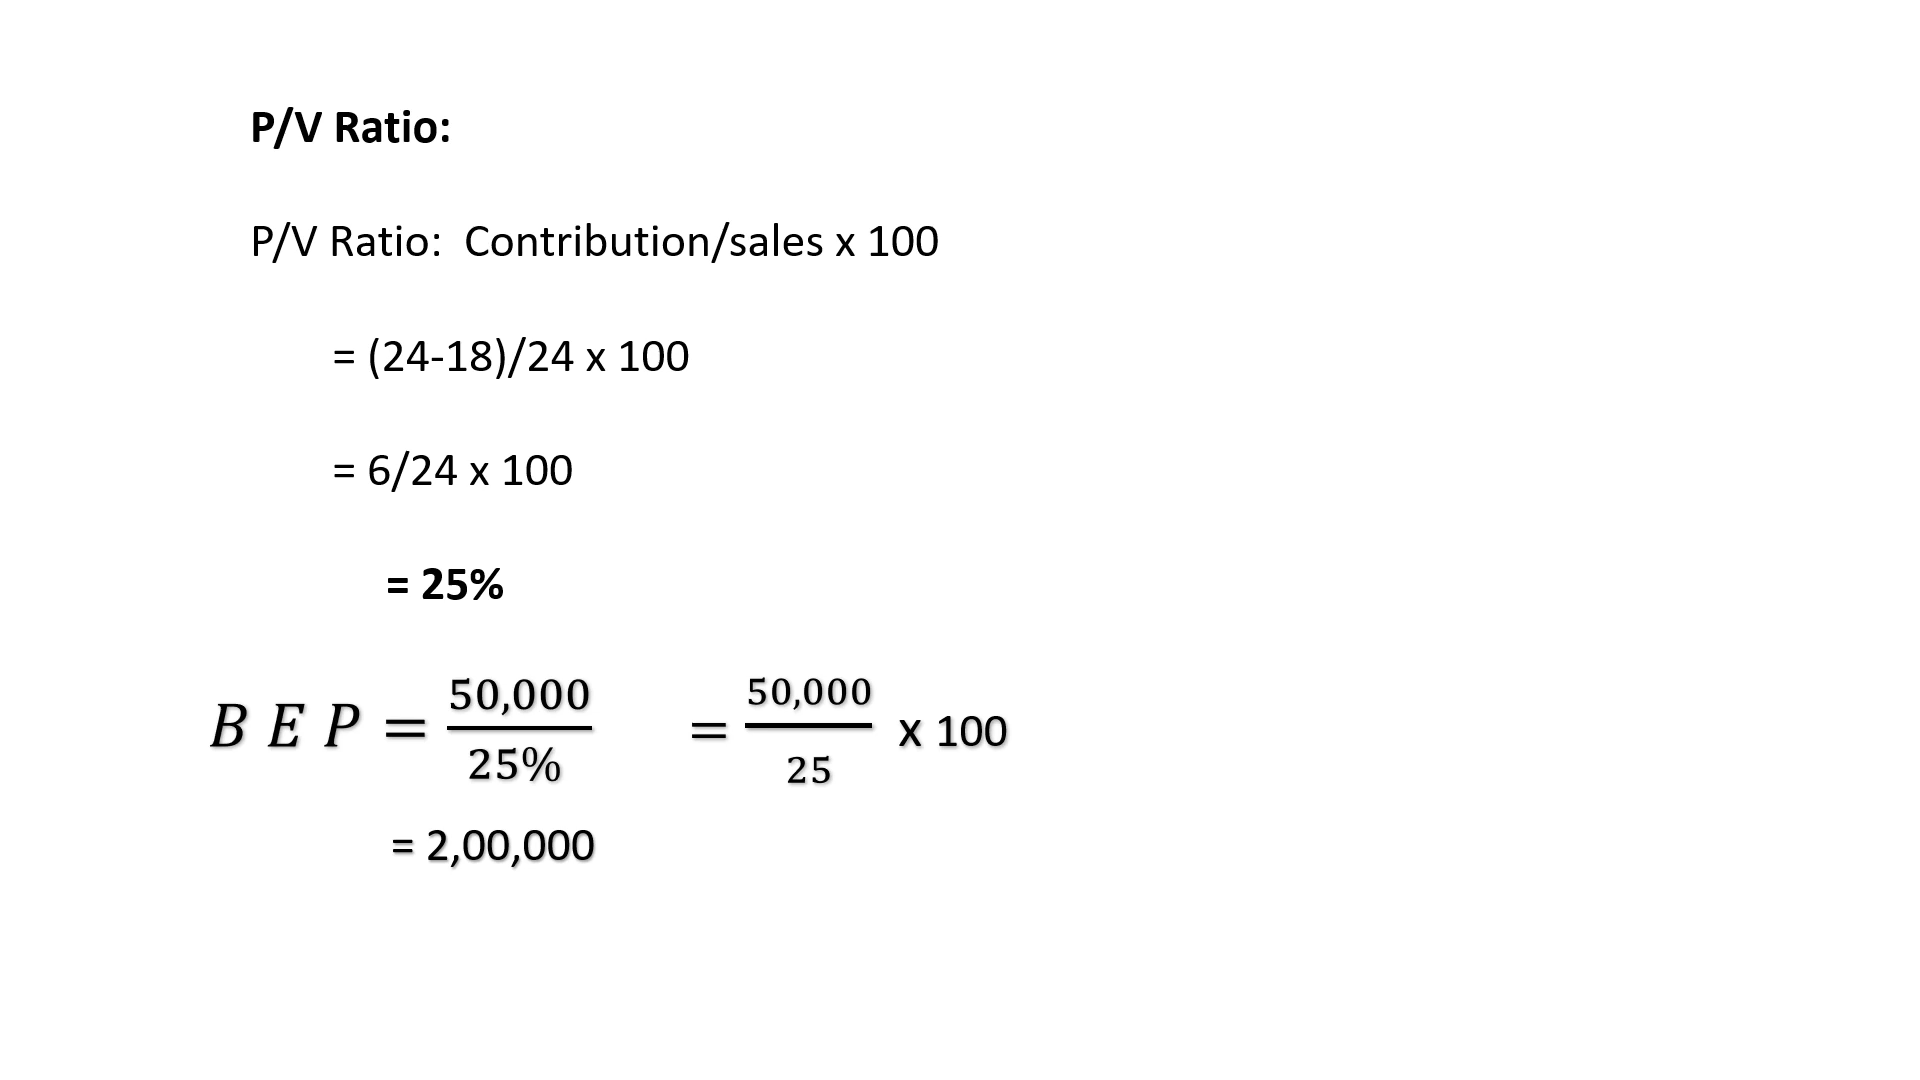 P/V Ratio:
P/V Ratio:  Contribution/sales x 100
= (24-18)/24 x 100
= 6/24 x 100
= 25%
B E P = 50,000/25% = 50,000/25 x 100
= 2,00,000